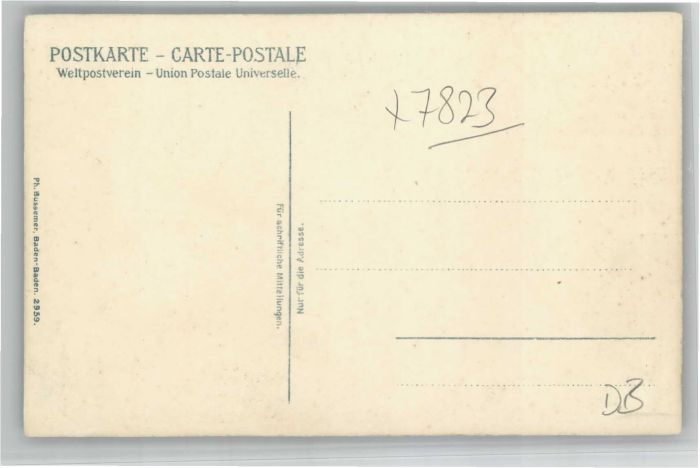 POSTKARTE – CARTE-POSTALE
Weltpostverein – Union Postale Universelle.
x7823
Ph. Bussemer, Baden-Baden. 2959.
Für schriftliche Mitteilungen.
Nur für die Adresse.
DB